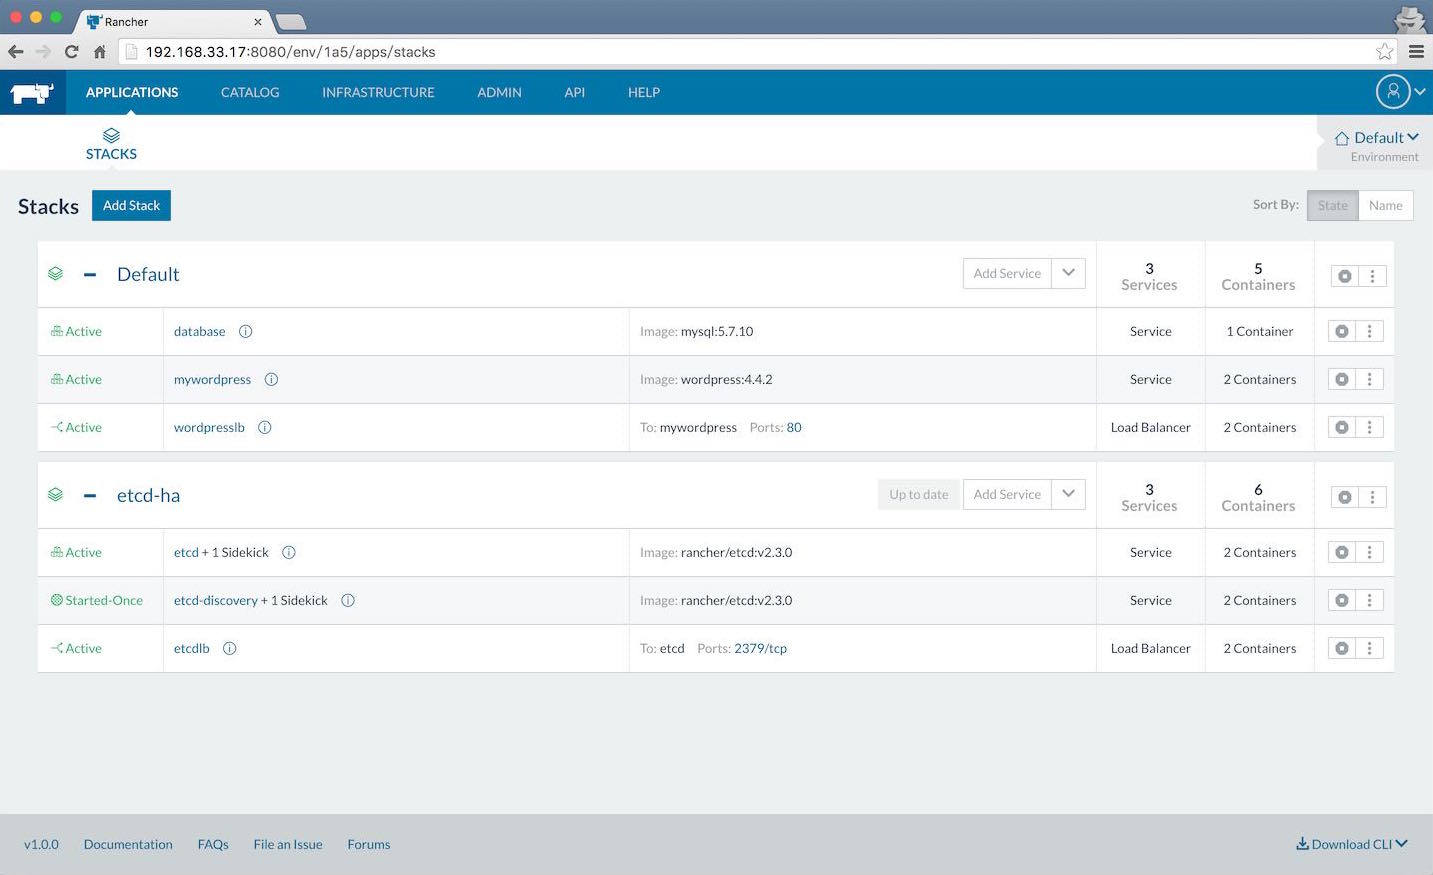 Rancher
192.168.33.17:8080/env/1a5/apps/stacks
APPLICATIONS CATALOG INFRASTRUCTURE ADMIN API HELP
STACKS
Default
Environment
Stacks Add Stack Sort By: State Name
Default Add Service 3 Services 5 Containers
Active database Image: mysql:5.7.10 Service 1 Container
Active mywordpress Image: wordpress:4.4.2 Service 2 Containers
Active wordpresslb To: mywordpress Ports: 80 Load Balancer 2 Containers
etcd-ha Up to date Add Service 3 Services 6 Containers
Active etcd + 1 Sidekick Image: rancher/etcd:v2.3.0 Service 2 Containers
Started-Once etcd-discovery + 1 Sidekick Image: rancher/etcd:v2.3.0 Service 2 Containers
Active etcdlb To: etcd Ports: 2379/tcp Load Balancer 2 Containers
v1.0.0 Documentation FAQs File an Issue Forums Download CLI